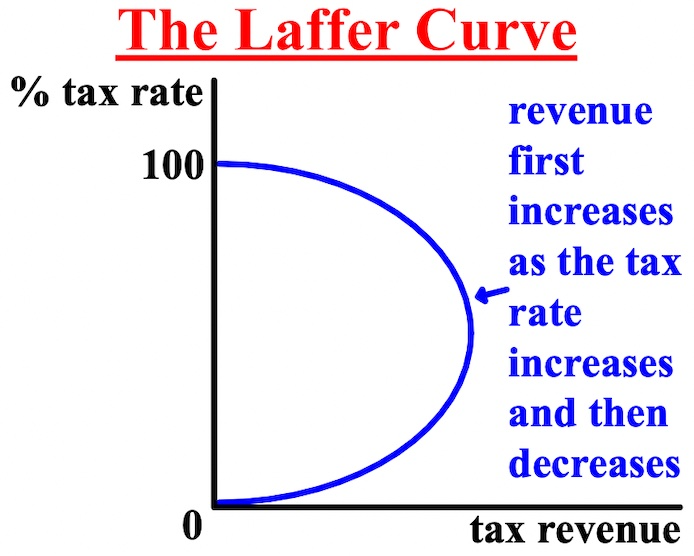 The Laffer Curve
% tax rate
100
0
tax revenue
revenue
first
increases
as the tax
rate
increases
and then
decreases